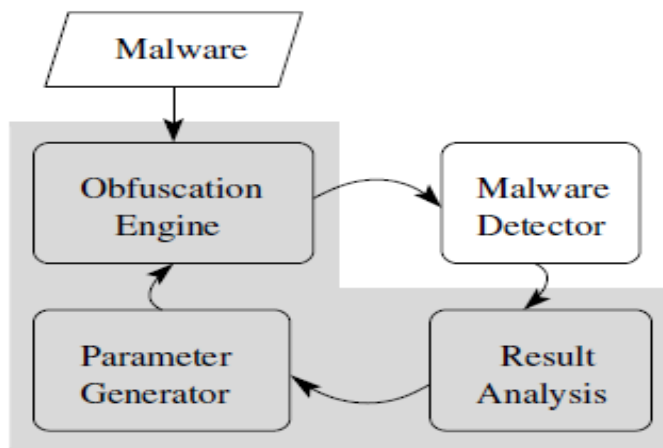 Malware
Obfuscation
Engine
Malware
Detector
Parameter
Generator
Result
Analysis